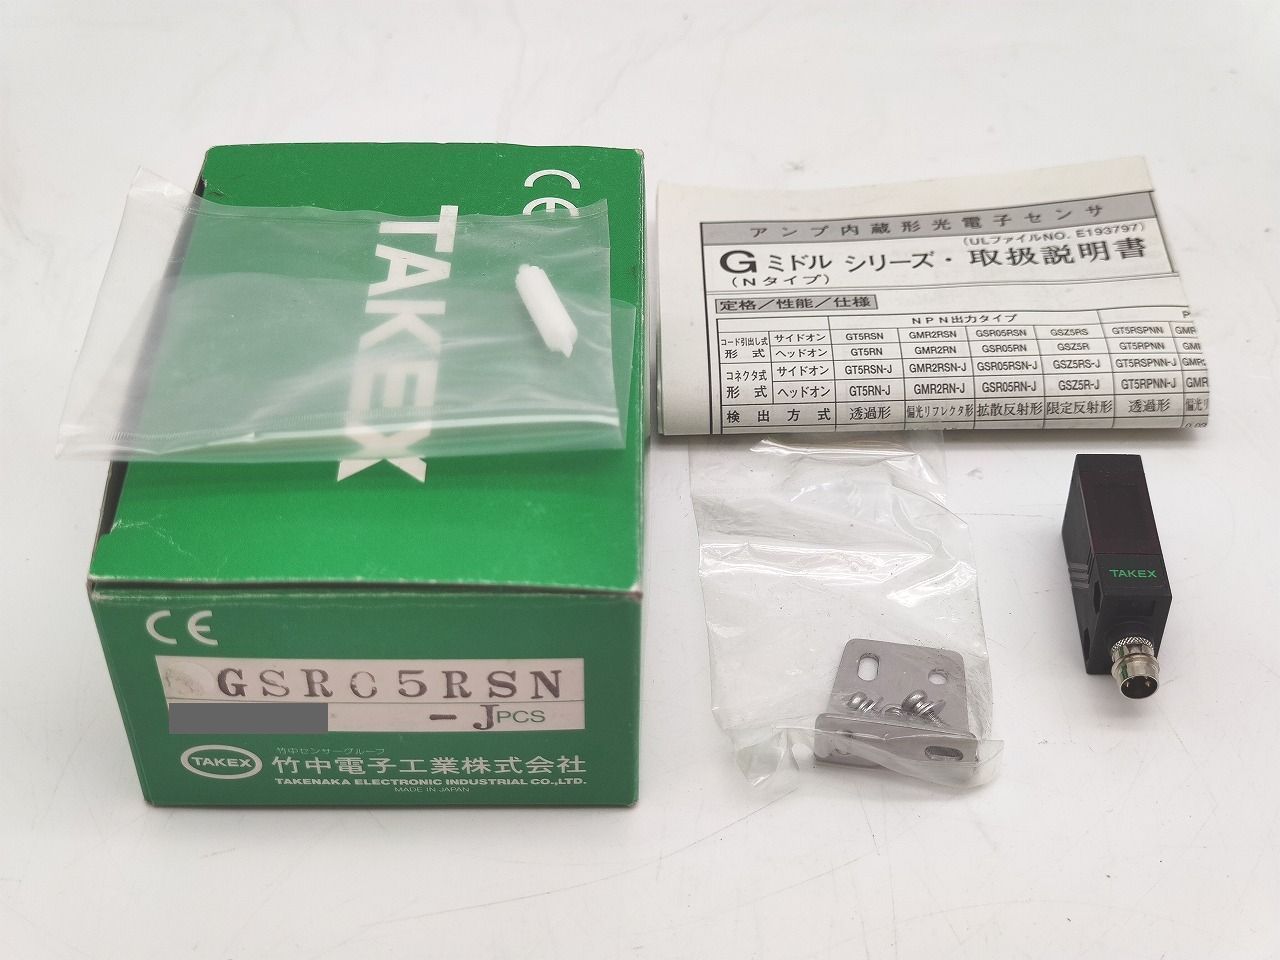 CE
TAKEX
CE
GSR05RSN
-J PCS
TAKEX
竹中センサーグループ
竹中電子工業株式会社
TAKENAKA ELECTRONIC INDUSTRIAL CO.,LTD.
MADE IN JAPAN
アンプ内蔵形光電子センサ
(ULファイルNO. E193797)
Gミドル シリーズ・取扱説明書
(Nタイプ)
定格/性能/仕様
NPN出力タイプ P
コード引出し式 形式 サイドオン GT5RSN GMR2RSN GSR05RSN GSZ5RS GT5RSPNN GMR
ヘッドオン GT5RN GMR2RN GSR05RN GSZ5R GT5RPNN
コネクタ式 形式 サイドオン GT5RSN-J GMR2RSN-J GSR05RSN-J GSZ5RS-J GT5RSPNN-J GMR
ヘッドオン GT5RN-J GMR2RN-J GSR05RN-J GSZ5R-J GT5RPNN-J GMR
検出方式 透過形 偏光リフレクタ形 拡散反射形 限定反射形 透過形 偏光リ
TAKEX